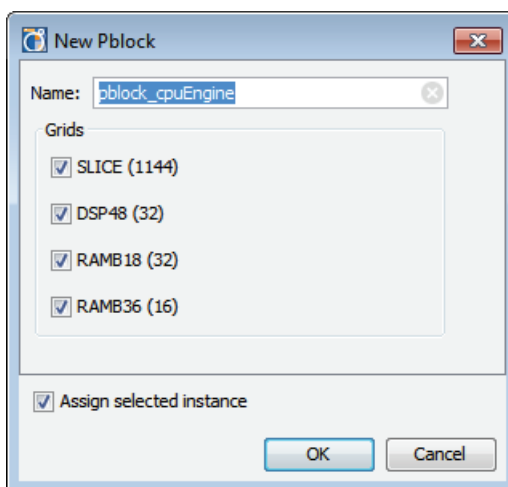 New Pblock
Name: pblock_cpuEngine
Grids
SLICE (1144)
DSP48 (32)
RAMB18 (32)
RAMB36 (16)
Assign selected instance
OK Cancel